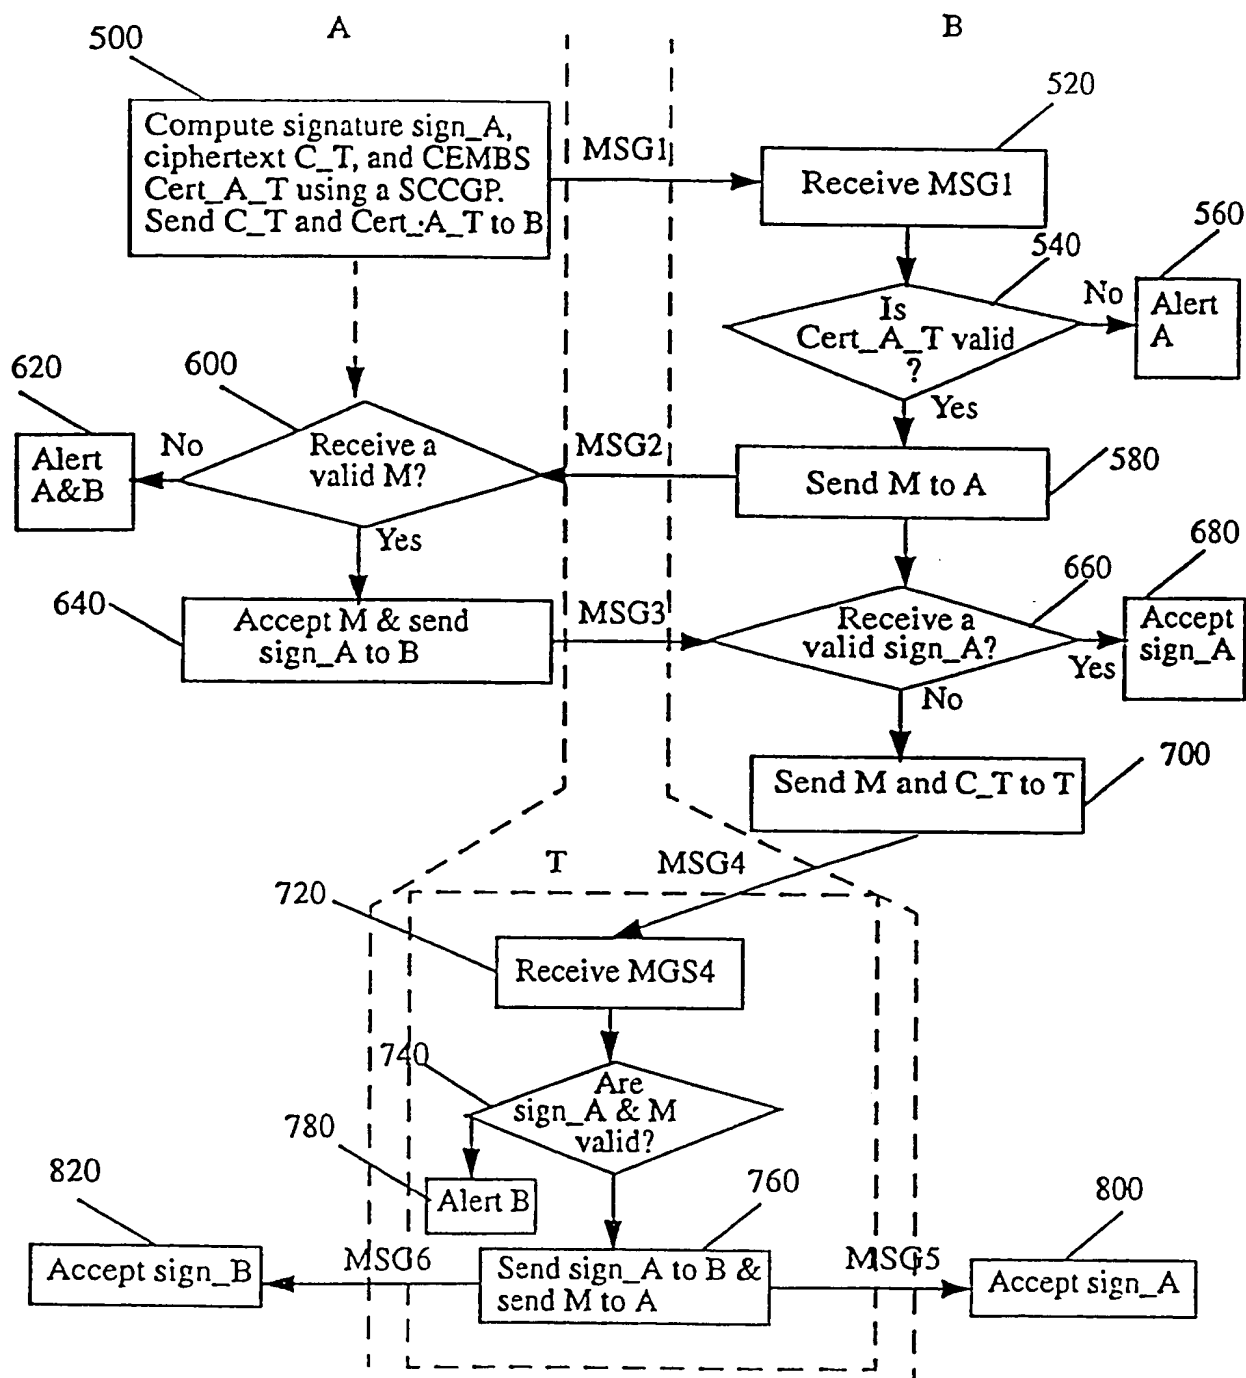 A
B
500
520
Compute signature sign_A,
ciphertext C_T, and CEMBS
Cert_A_T using a SCCGP.
Send C_T and Cert_·A_T to B
MSG1
Receive MSG1
540
560
Is
Cert_A_T valid
?
No
Alert
A
Yes
620
600
No
Alert
A&B
Receive a
valid M?
MSG2
Send M to A
580
Yes
680
640
Accept M & send
sign_A to B
MSG3
660
Receive a
valid sign_A?
Yes
Accept
sign_A
No
Send M and C_T to T
700
T
MSG4
720
Receive MGS4
740
Are
sign_A & M
valid?
780
Alert B
820
760
800
Accept sign_B
MSG6
Send sign_A to B &
send M to A
MSG5
Accept sign_A